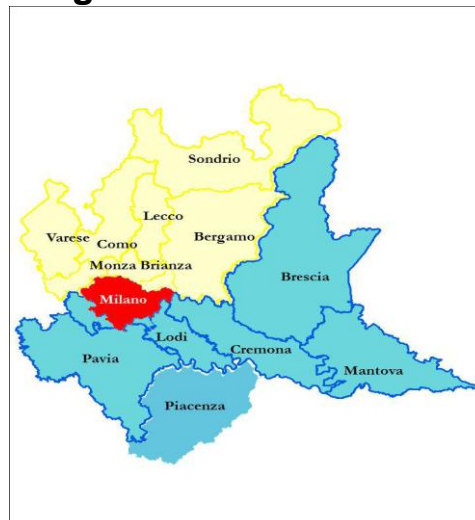 Sondrio
Lecco
Varese
Como
Bergamo
Monza Brianza
Brescia
Milano
Lodi
Pavia
Cremona
Mantova
Piacenza